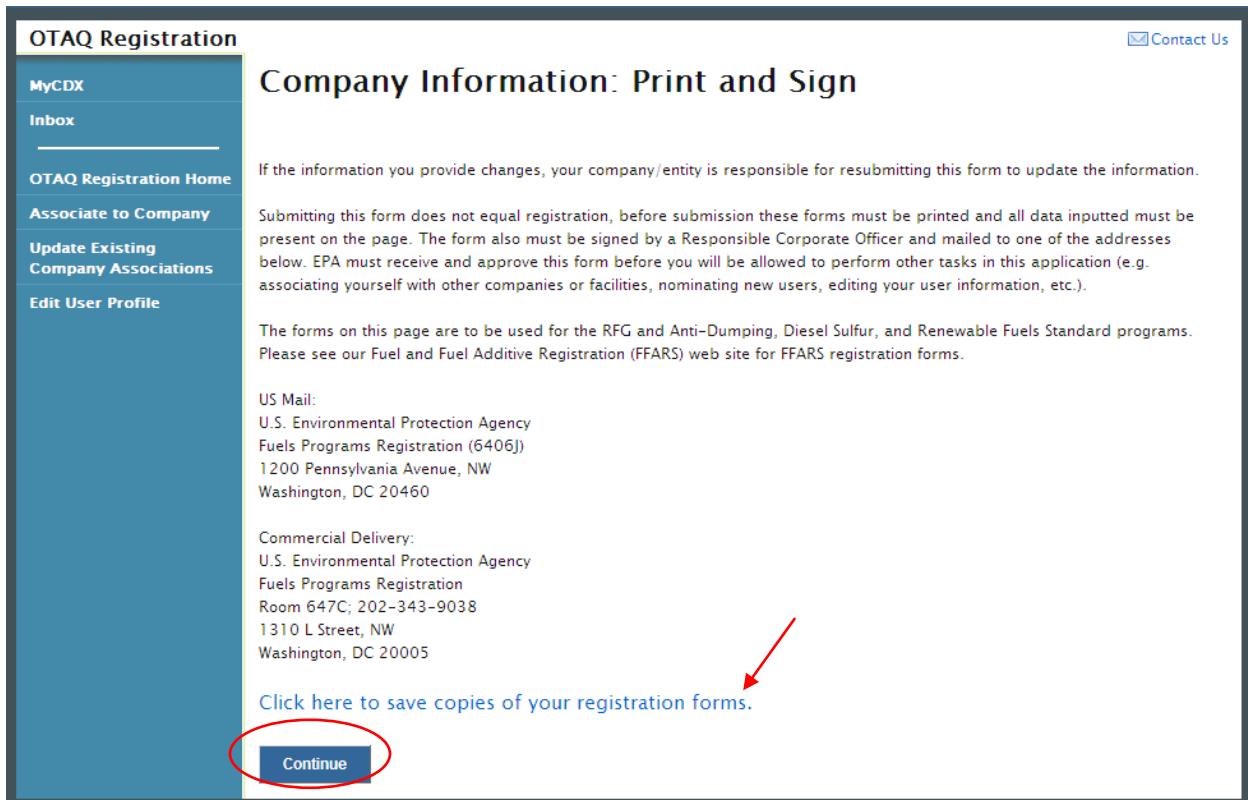 OTAQ Registration
Contact Us
MyCDX
Inbox
OTAQ Registration Home
Associate to Company
Update Existing
Company Associations
Edit User Profile
Company Information: Print and Sign
If the information you provide changes, your company/entity is responsible for resubmitting this form to update the information.
Submitting this form does not equal registration, before submission these forms must be printed and all data inputted must be
present on the page. The form also must be signed by a Responsible Corporate Officer and mailed to one of the addresses
below. EPA must receive and approve this form before you will be allowed to perform other tasks in this application (e.g.
associating yourself with other companies or facilities, nominating new users, editing your user information, etc.).
The forms on this page are to be used for the RFG and Anti-Dumping, Diesel Sulfur, and Renewable Fuels Standard programs.
Please see our Fuel and Fuel Additive Registration (FFARS) web site for FFARS registration forms.
US Mail:
U.S. Environmental Protection Agency
Fuels Programs Registration (6406J)
1200 Pennsylvania Avenue, NW
Washington, DC 20460
Commercial Delivery:
U.S. Environmental Protection Agency
Fuels Programs Registration
Room 647C; 202-343-9038
1310 L Street, NW
Washington, DC 20005
Click here to save copies of your registration forms.
Continue